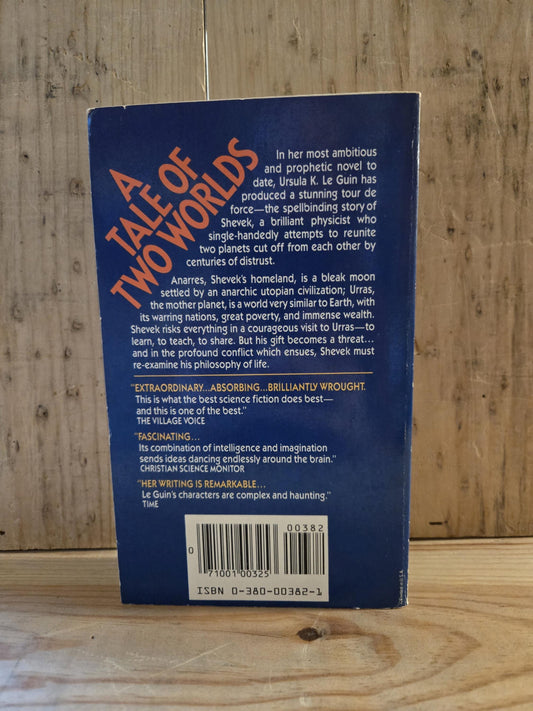 A
TALE OF
TWO WORLDS
In her most ambitious
and prophetic novel to
date, Ursula K. Le Guin has
produced a stunning tour de
force—the spellbinding story of
Shevek, a brilliant physicist who
single-handedly attempts to reunite
two planets cut off from each other by
centuries of distrust.
Anarres, Shevek's homeland, is a bleak moon
settled by an anarchic utopian civilization; Urras,
the mother planet, is a world very similar to Earth, with
its warring nations, great poverty, and immense wealth.
Shevek risks everything in a courageous visit to Urras—to
learn, to teach, to share. But his gift becomes a threat...
and in the profound conflict which ensues, Shevek must
re-examine his philosophy of life.
"EXTRAORDINARY...ABSORBING...BRILLIANTLY WROUGHT.
This is what the best science fiction does best—
and this is one of the best."
THE VILLAGE VOICE
"FASCINATING...
Its combination of intelligence and imagination
sends ideas dancing endlessly around the brain."
CHRISTIAN SCIENCE MONITOR
"HER WRITING IS REMARKABLE...
Le Guin's characters are complex and haunting."
TIME
00382
0
71001 00325
ISBN 0-380-00382-1